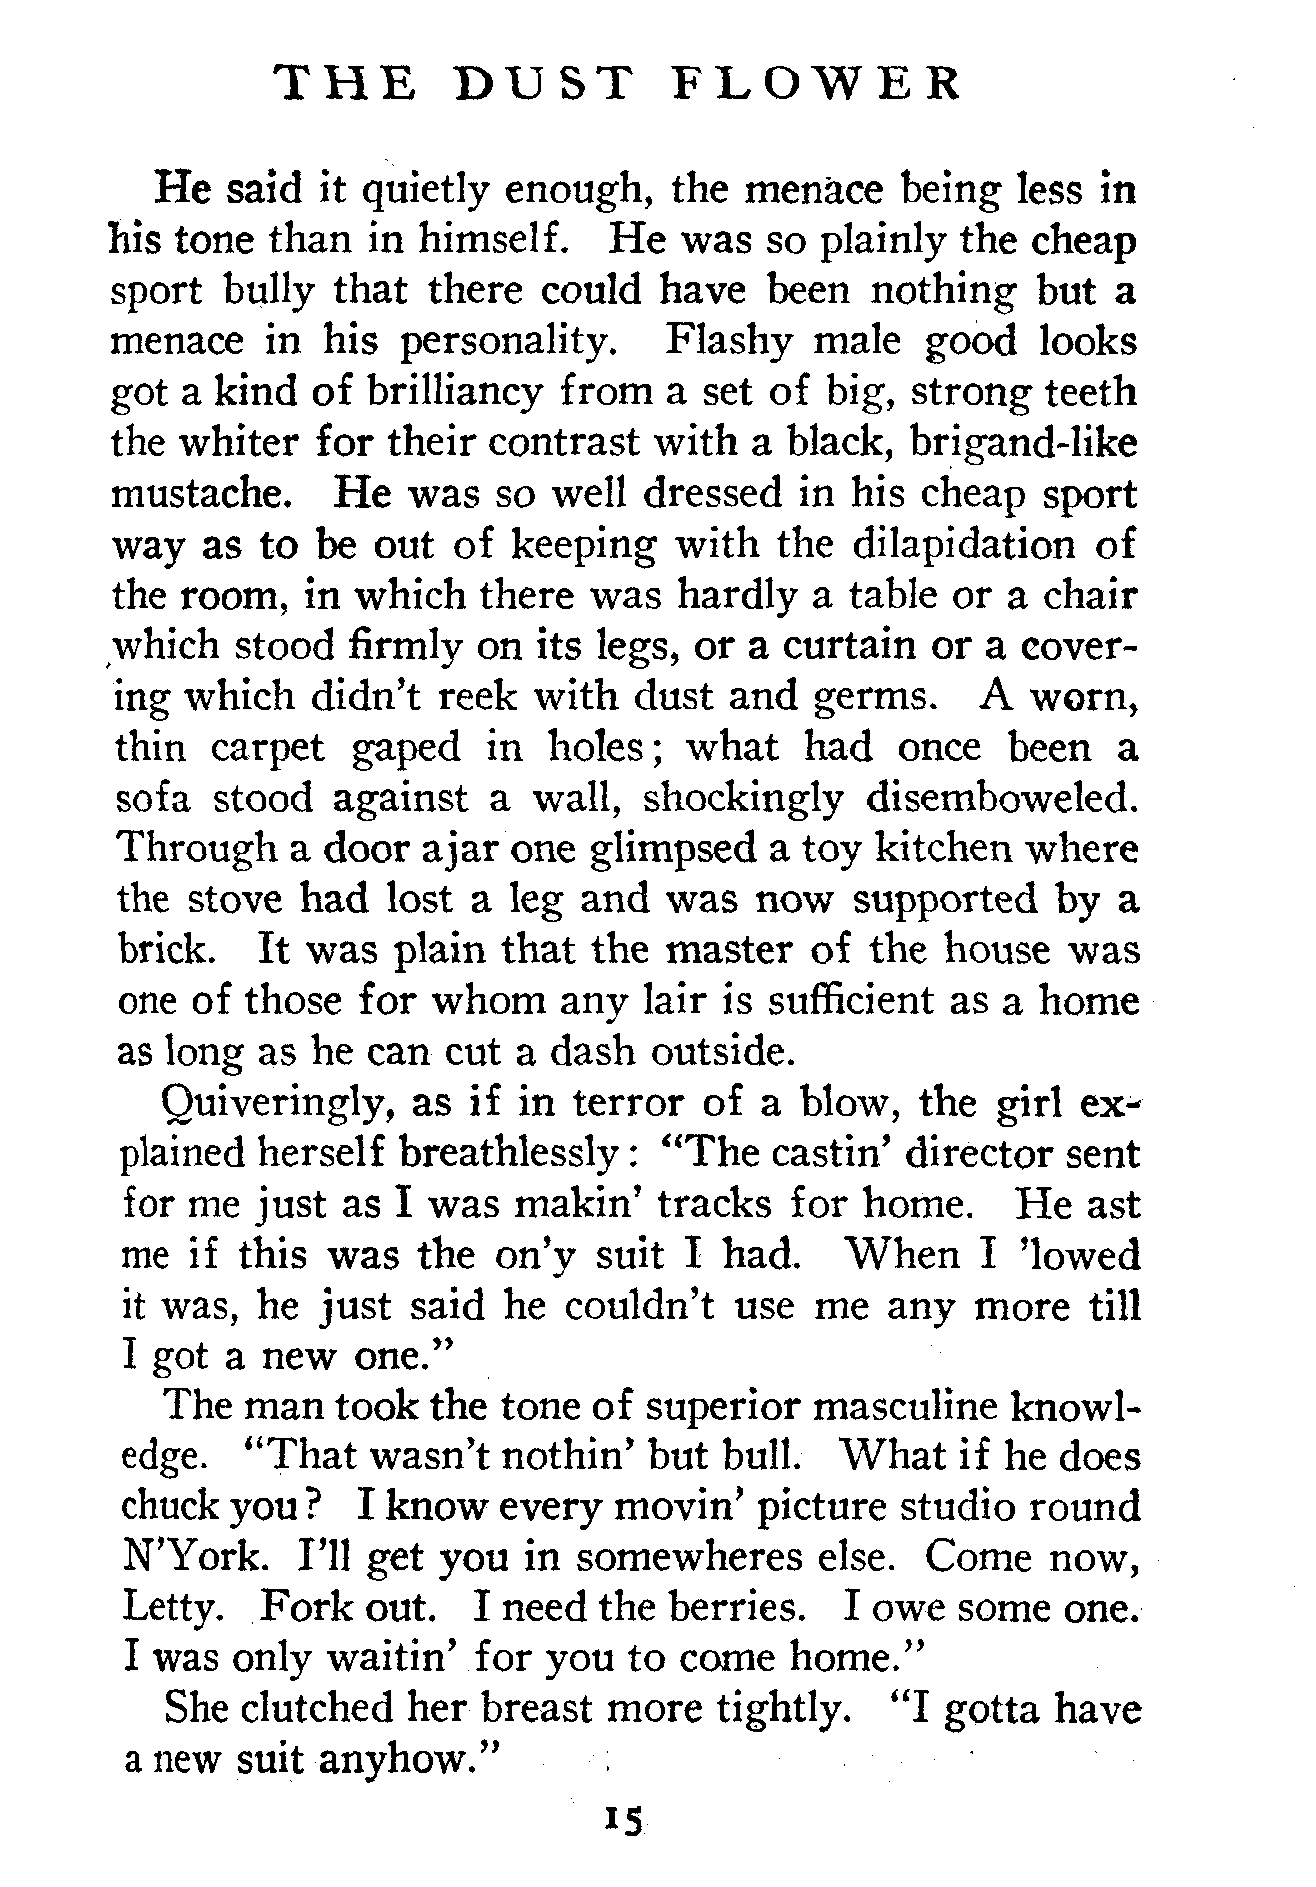 THE DUST FLOWER
He said it quietly enough, the menace being less in
his tone than in himself. He was so plainly the cheap
sport bully that there could have been nothing but a
menace in his personality. Flashy male good looks
got a kind of brilliancy from a set of big, strong teeth
the whiter for their contrast with a black, brigand-like
mustache. He was so well dressed in his cheap sport
way as to be out of keeping with the dilapidation of
the room, in which there was hardly a table or a chair
which stood firmly on its legs, or a curtain or a cover-
ing which didn't reek with dust and germs. A worn,
thin carpet gaped in holes; what had once been a
sofa stood against a wall, shockingly disemboweled.
Through a door ajar one glimpsed a toy kitchen where
the stove had lost a leg and was now supported by a
brick. It was plain that the master of the house was
one of those for whom any lair is sufficient as a home
as long as he can cut a dash outside.
Quiveringly, as if in terror of a blow, the girl ex-
plained herself breathlessly: "The castin' director sent
for me just as I was makin' tracks for home. He ast
me if this was the on'y suit I had. When I 'lowed
it was, he just said he couldn't use me any more till
I got a new one."
The man took the tone of superior masculine knowl-
edge. "That wasn't nothin' but bull. What if he does
chuck you? I know every movin' picture studio round
N'York. I'll get you in somewheres else. Come now,
Letty. Fork out. I need the berries. I owe some one.
I was only waitin' for you to come home."
She clutched her breast more tightly. "I gotta have
a new suit anyhow."
15